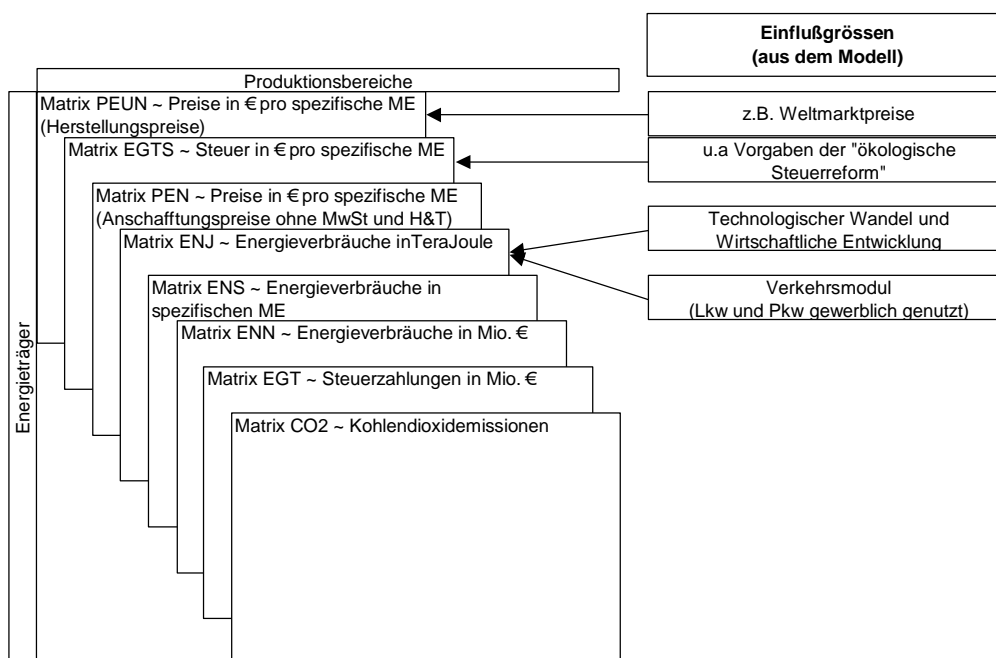 Einflußgrössen
(aus dem Modell)
Produktionsbereiche
Energieträger
Matrix PEUN ~ Preise in € pro spezifische ME
(Herstellungspreise)
z.B. Weltmarktpreise
Matrix EGTS ~ Steuer in € pro spezifische ME
u.a Vorgaben der "ökologische
Steuerreform"
Matrix PEN ~ Preise in € pro spezifische ME
(Anschafftungspreise ohne MwSt und H&T)
Technologischer Wandel und
Wirtschaftliche Entwicklung
Matrix ENJ ~ Energieverbräuche inTeraJoule
Matrix ENS ~ Energieverbräuche in
spezifischen ME
Verkehrsmodul
(Lkw und Pkw gewerblich genutzt)
Matrix ENN ~ Energieverbräuche in Mio. €
Matrix EGT ~ Steuerzahlungen in Mio. €
Matrix CO2 ~ Kohlendioxidemissionen